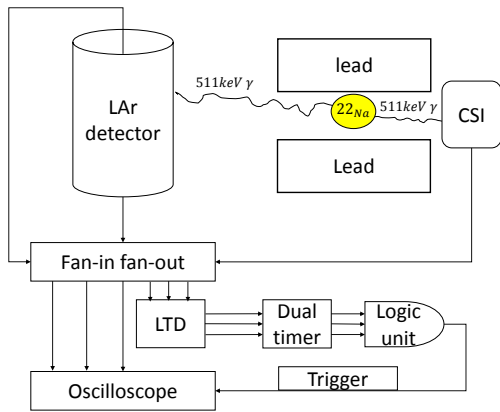 lead
511keV γ
LAr
detector
22Na
511keV γ
CSI
Lead
Fan-in fan-out
LTD
Dual
timer
Logic
unit
Trigger
Oscilloscope